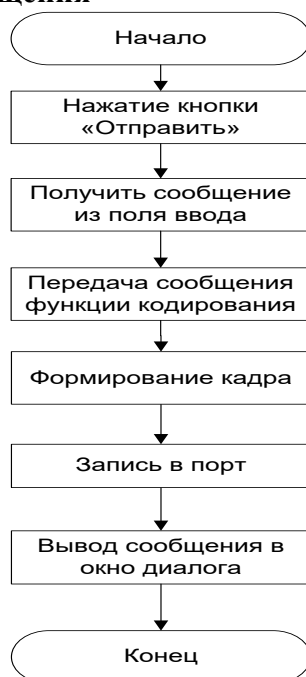 Начало
Нажатие кнопки
«Отправить»
Получить сообщение
из поля ввода
Передача сообщения
функции кодирования
Формирование кадра
Запись в порт
Вывод сообщения в
окно диалога
Конец